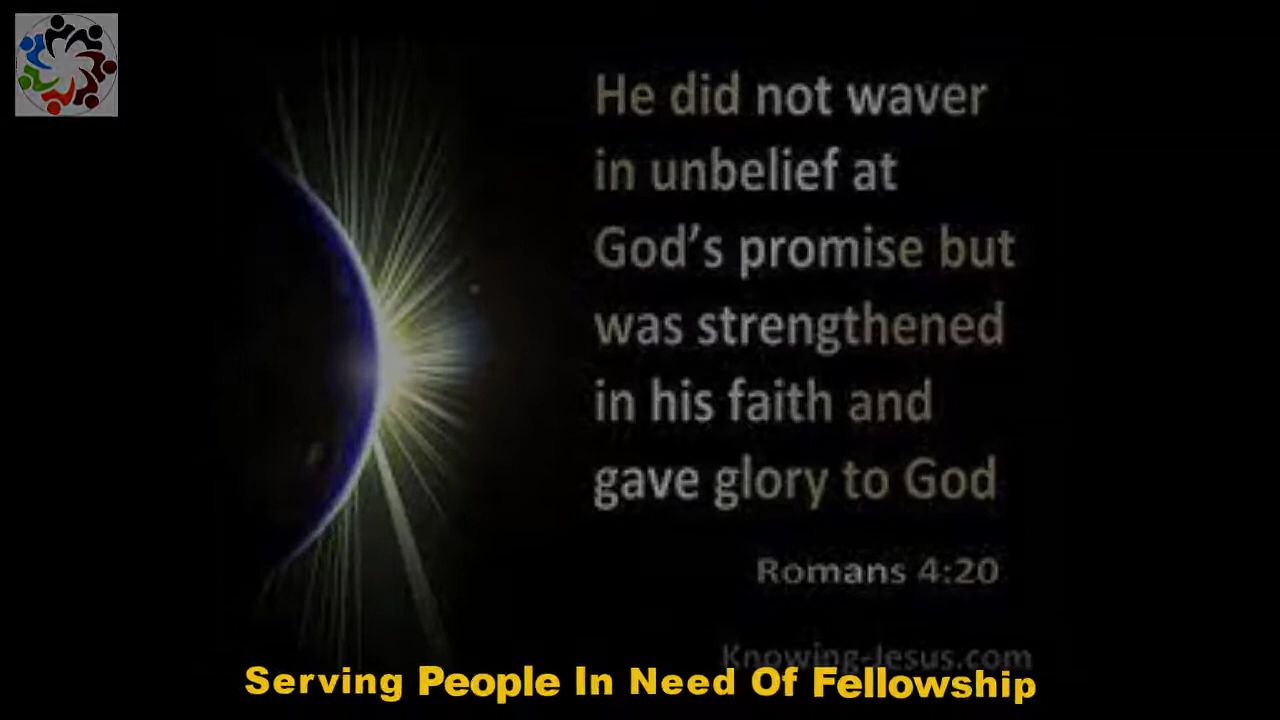 He did not waver
in unbelief at
God's promise but
was strengthened
in his faith and
gave glory to God
Romans 4:20
Knowing-Jesus.com
Serving People In Need Of Fellowship